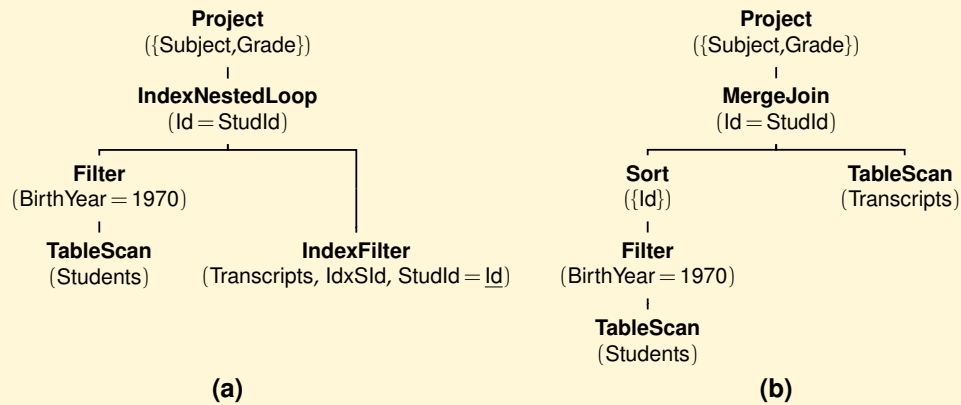 Project
({Subject,Grade})
IndexNestedLoop
(Id = StudId)
Filter
(BirthYear = 1970)
TableScan
(Students)
IndexFilter
(Transcripts, IdxSId, StudId = Id)
(a)
Project
({Subject,Grade})
MergeJoin
(Id = StudId)
Sort
({Id})
Filter
(BirthYear = 1970)
TableScan
(Students)
TableScan
(Transcripts)
(b)